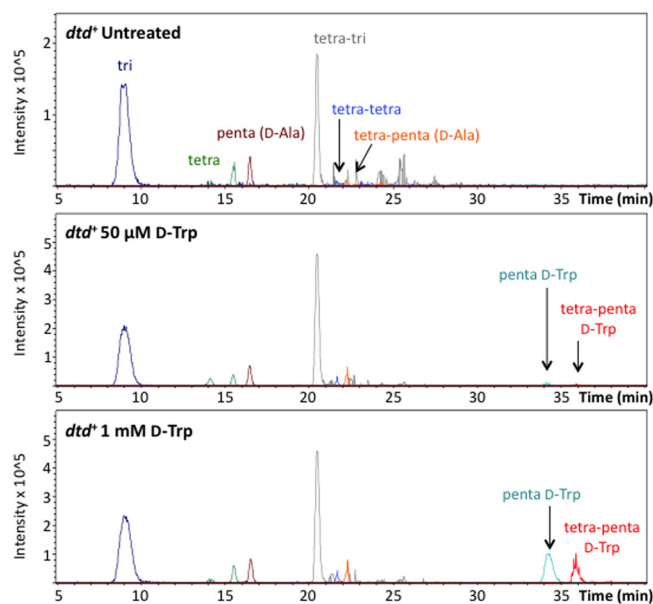 dtd+ Untreated
Intensity x 10^5
2
1
tri
tetra
penta (D-Ala)
tetra-tri
tetra-tetra
tetra-penta (D-Ala)
5 10 15 20 25 30 35 Time (min)
dtd+ 50 µM D-Trp
Intensity x 10^5
5
4
3
2
1
penta D-Trp
tetra-penta
D-Trp
5 10 15 20 25 30 35 Time (min)
dtd+ 1 mM D-Trp
Intensity x 10^5
5
4
3
2
1
penta D-Trp
tetra-penta
D-Trp
5 10 15 20 25 30 35 Time (min)